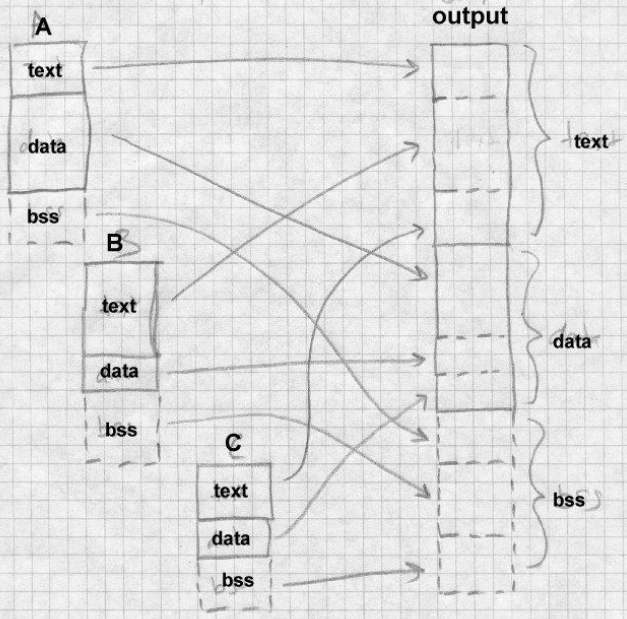 A
text
data
bss
B
text
data
bss
C
text
data
bss
output
text
data
bss